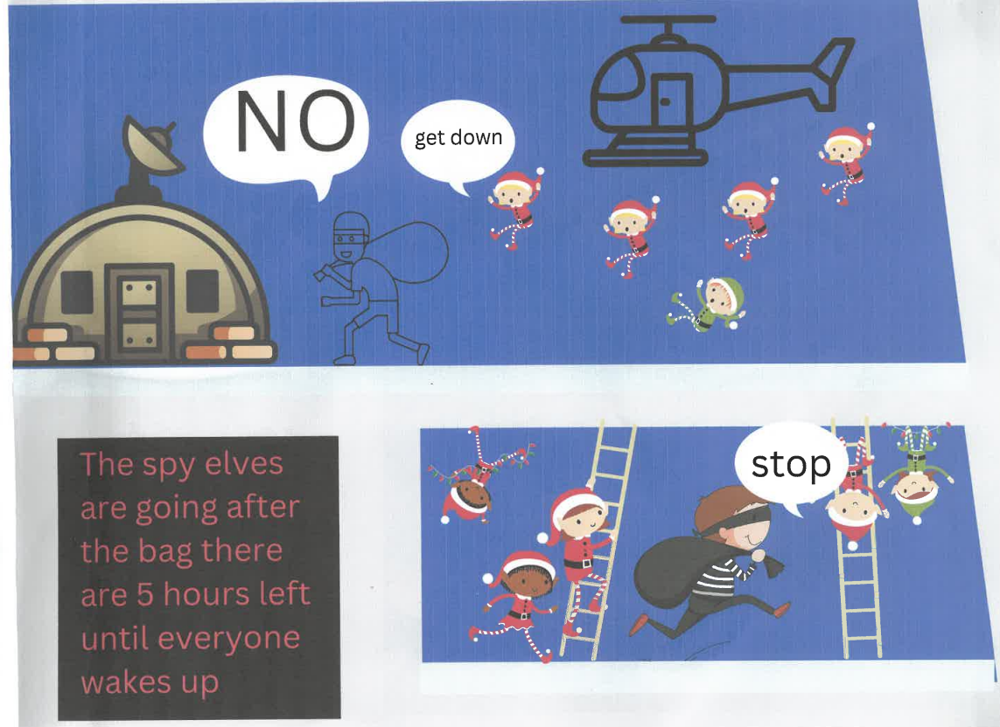 NO
get down
The spy elves
are going after
the bag there
are 5 hours left
until everyone
wakes up
stop